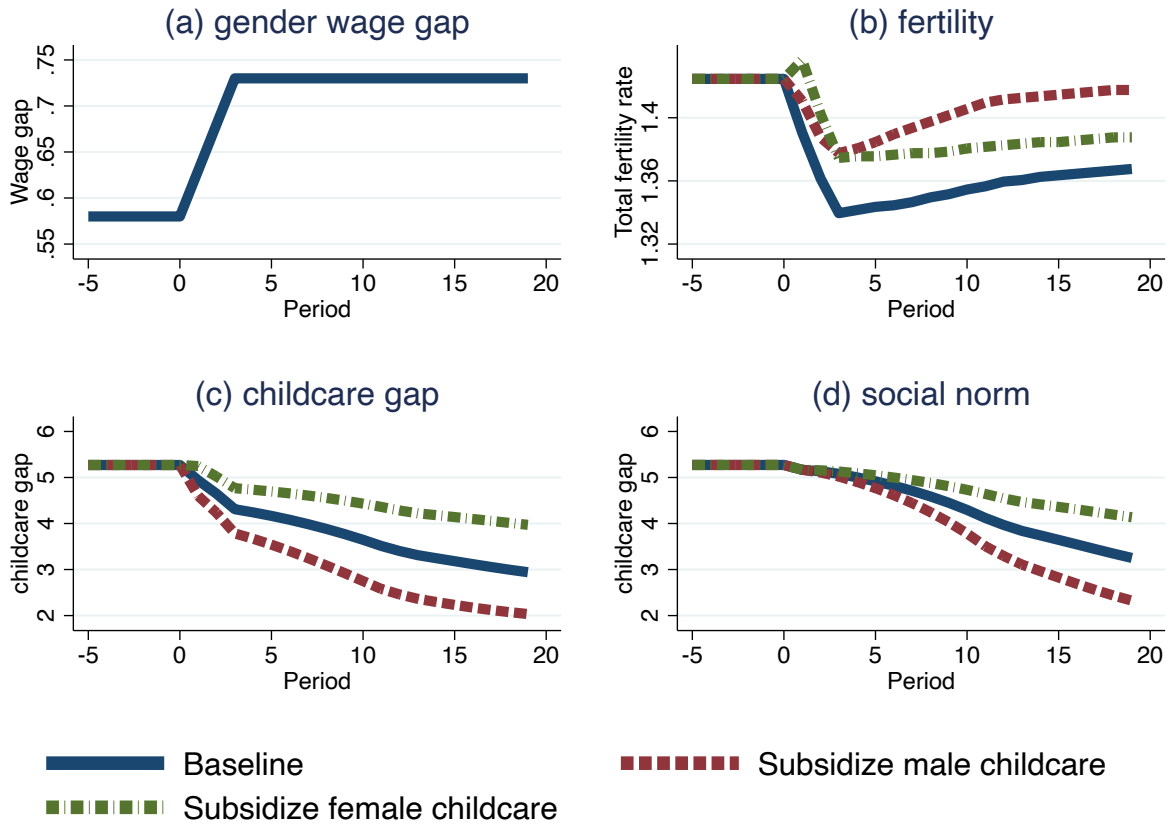 (a) gender wage gap
Wage gap
.75
.7
.65
.6
.55
-5 0 5 10 15 20
Period
(b) fertility
Total fertility rate
1.4
1.36
1.32
-5 0 5 10 15 20
Period
(c) childcare gap
childcare gap
6
5
4
3
2
-5 0 5 10 15 20
Period
(d) social norm
childcare gap
6
5
4
3
2
-5 0 5 10 15 20
Period
Baseline
Subsidize male childcare
Subsidize female childcare